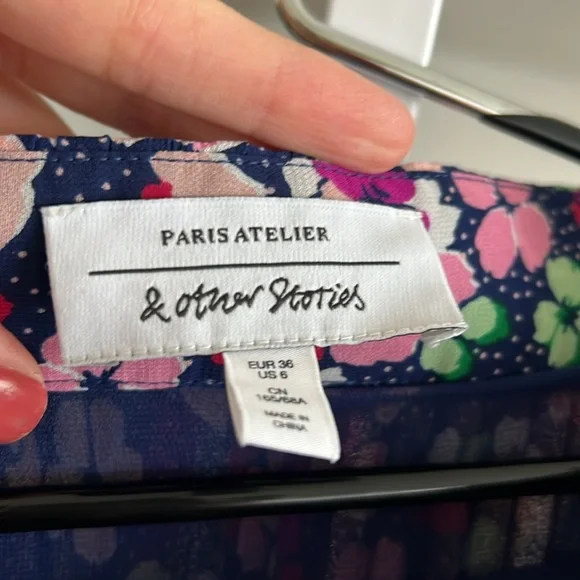 PARIS ATELIER
& other Stories
EUR 36
US 6
CN
165/68A
MADE IN
CHINA